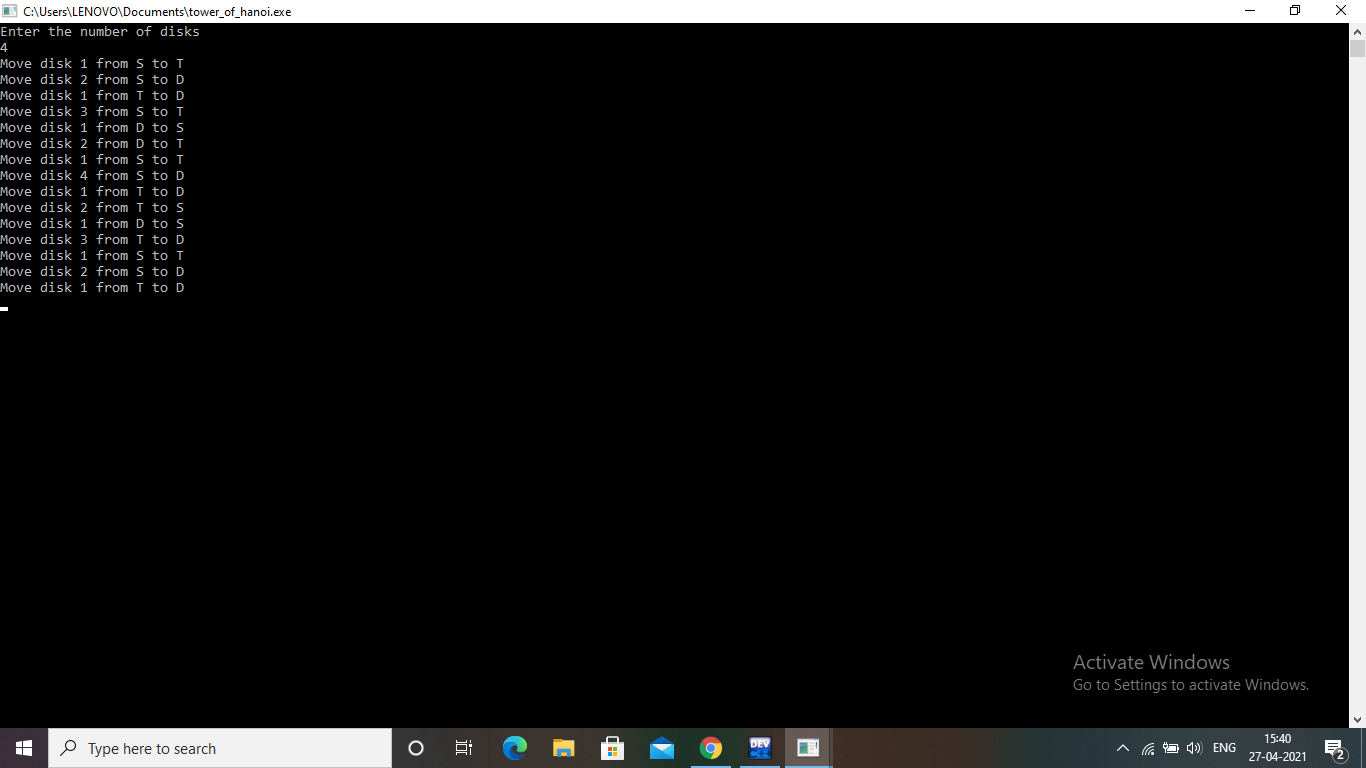 C:\Users\LENOVO\Documents\tower_of_hanoi.exe
Enter the number of disks
4
Move disk 1 from S to T
Move disk 2 from S to D
Move disk 1 from T to D
Move disk 3 from S to T
Move disk 1 from D to S
Move disk 2 from D to T
Move disk 1 from S to T
Move disk 4 from S to D
Move disk 1 from T to D
Move disk 2 from T to S
Move disk 1 from D to S
Move disk 3 from T to D
Move disk 1 from S to T
Move disk 2 from S to D
Move disk 1 from T to D
Activate Windows
Go to Settings to activate Windows.
Type here to search
DEV
ENG
15:40
27-04-2021
2